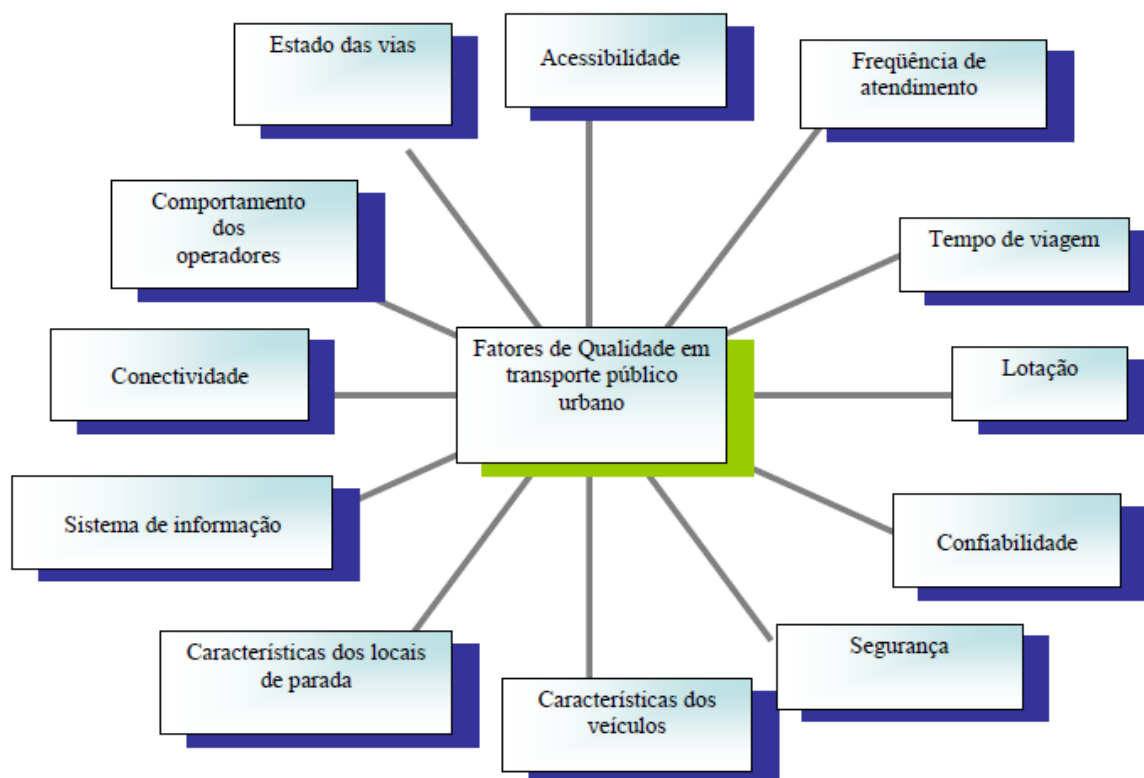 Estado das vias
Acessibilidade
Freqüência de
atendimento
Comportamento
dos
operadores
Tempo de viagem
Fatores de Qualidade em
transporte público
urbano
Conectividade
Lotação
Sistema de informação
Confiabilidade
Características dos locais
de parada
Segurança
Características dos
veículos